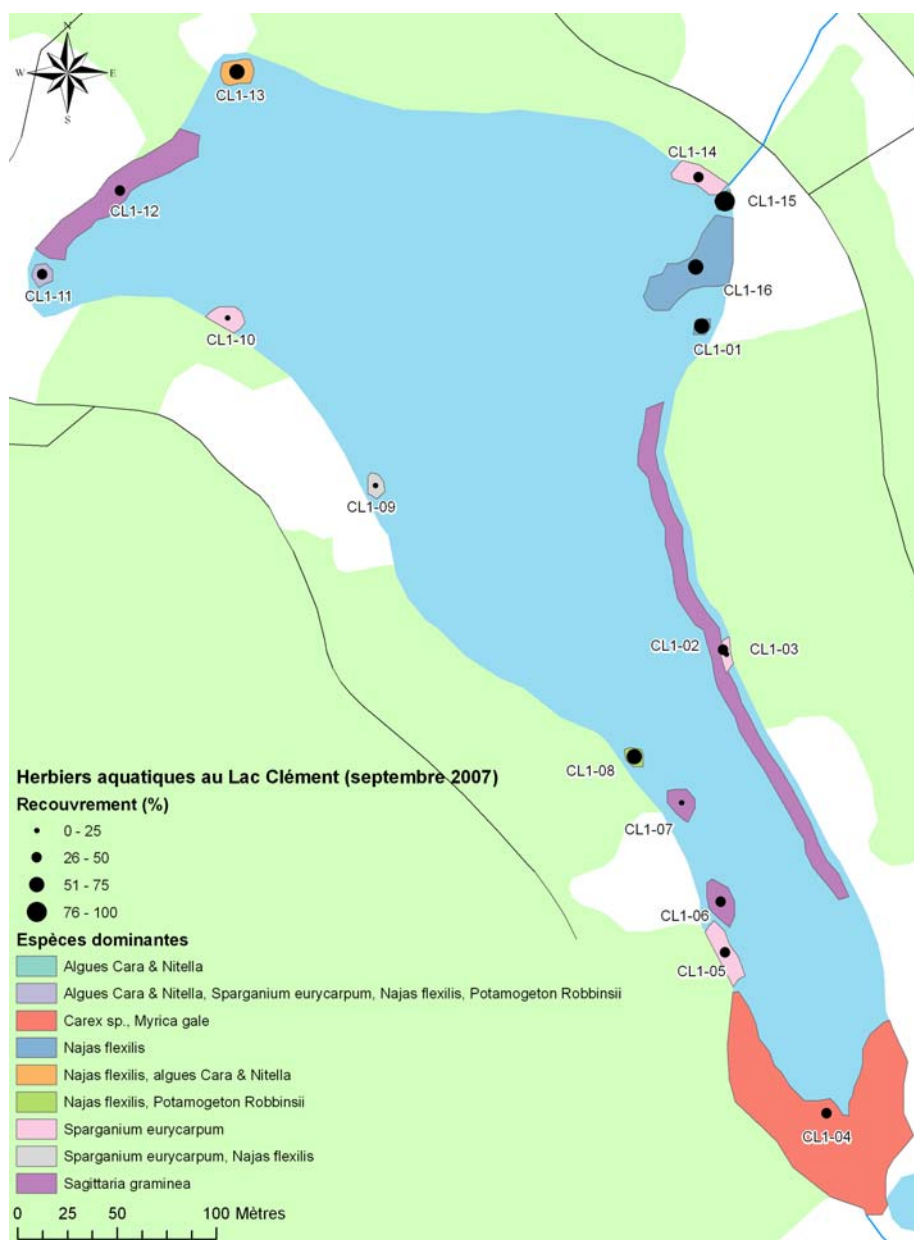 N
W E
S
CL1-13
CL1-14
CL1-15
CL1-12
CL1-11
CL1-16
CL1-10
CL1-01
CL1-09
CL1-02
CL1-03
CL1-08
CL1-07
CL1-06
CL1-05
CL1-04
Herbiers aquatiques au Lac Clément (septembre 2007)
Recouvrement (%)
0 - 25
26 - 50
51 - 75
76 - 100
Espèces dominantes
Algues Cara & Nitella
Algues Cara & Nitella, Sparganium eurycarpum, Najas flexilis, Potamogeton Robbinsii
Carex sp., Myrica gale
Najas flexilis
Najas flexilis, algues Cara & Nitella
Najas flexilis, Potamogeton Robbinsii
Sparganium eurycarpum
Sparganium eurycarpum, Najas flexilis
Sagittaria graminea
0 25 50 100 Mètres